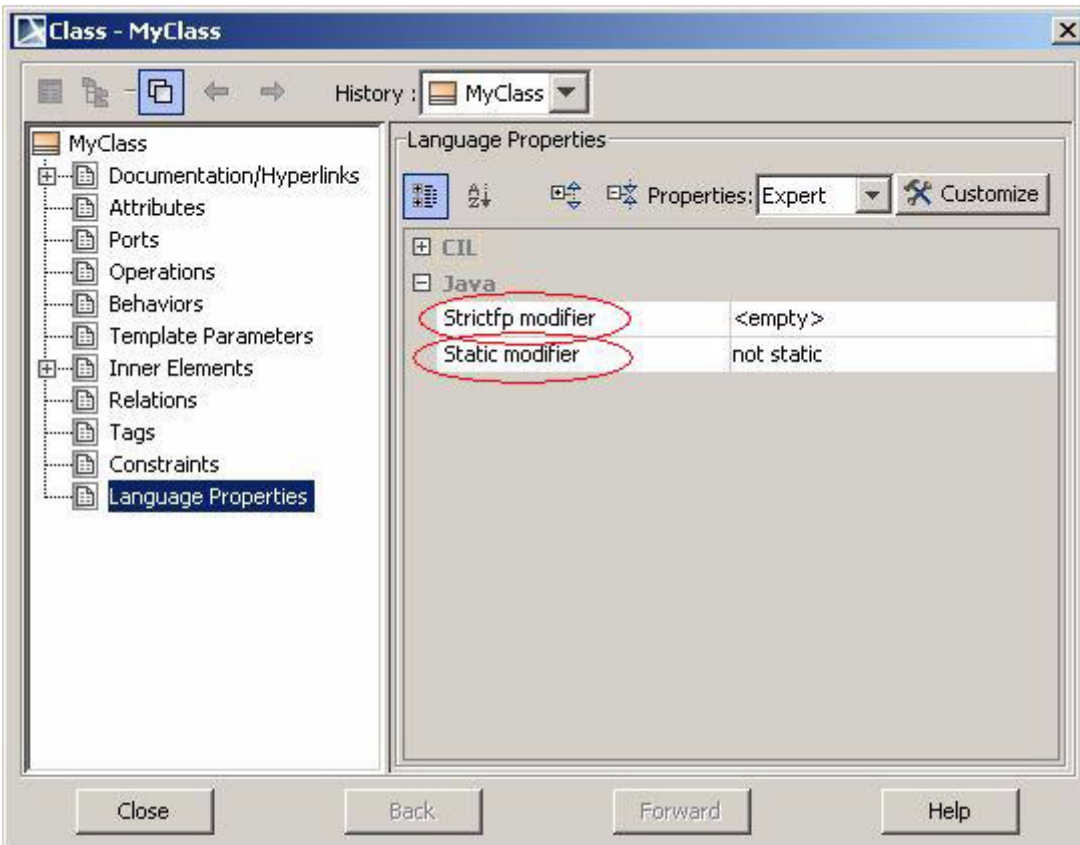 Class - MyClass
History : MyClass
MyClass
Documentation/Hyperlinks
Attributes
Ports
Operations
Behaviors
Template Parameters
Inner Elements
Relations
Tags
Constraints
Language Properties
Language Properties
Properties: Expert Customize
CIL
Java
Strictfp modifier <empty>
Static modifier not static
Close Back Forward Help